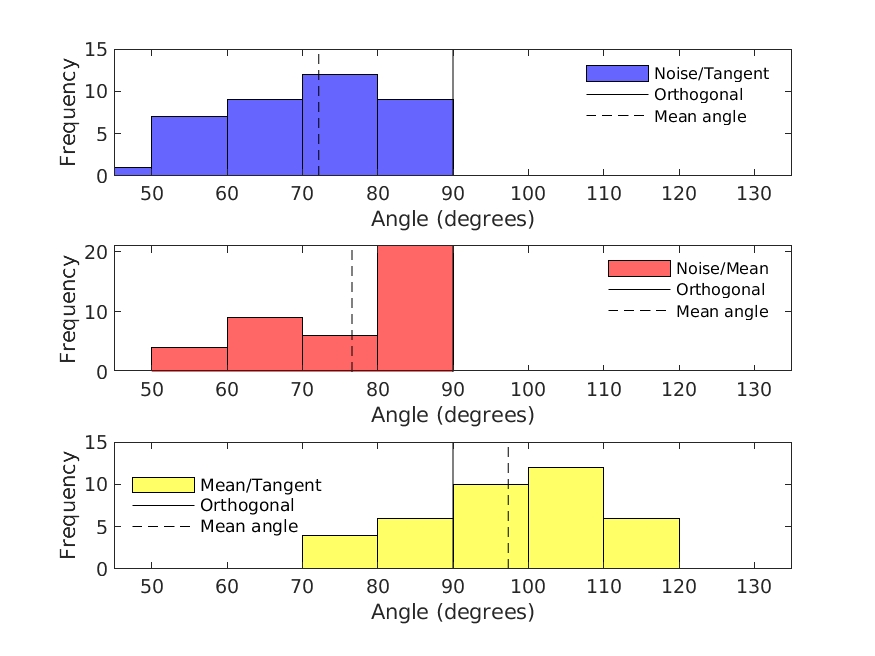 15
10
5
0
Frequency
Noise/Tangent
Orthogonal
Mean angle
50 60 70 80 90 100 110 120 130
Angle (degrees)
20
10
0
Frequency
Noise/Mean
Orthogonal
Mean angle
50 60 70 80 90 100 110 120 130
Angle (degrees)
15
10
5
0
Frequency
Mean/Tangent
Orthogonal
Mean angle
50 60 70 80 90 100 110 120 130
Angle (degrees)